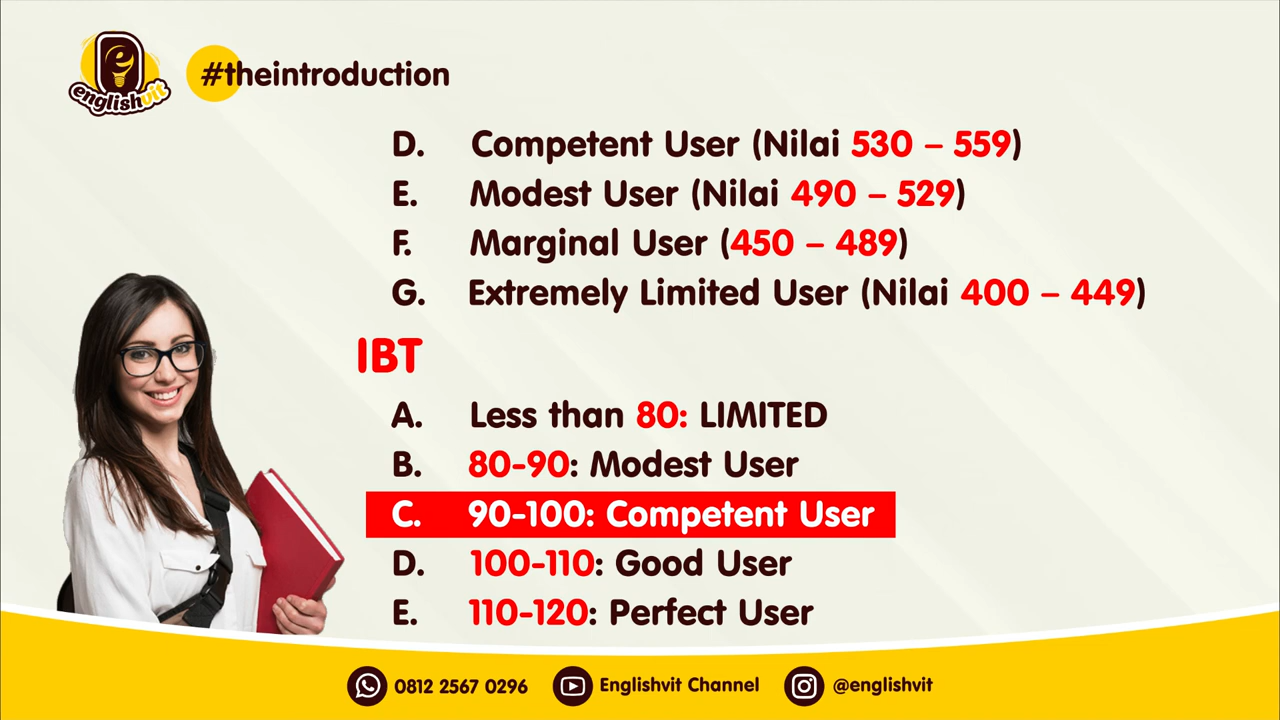 englishvit
#theintroduction
D. Competent User (Nilai 530 – 559)
E. Modest User (Nilai 490 – 529)
F. Marginal User (450 – 489)
G. Extremely Limited User (Nilai 400 – 449)
IBT
A. Less than 80: LIMITED
B. 80-90: Modest User
C. 90-100: Competent User
D. 100-110: Good User
E. 110-120: Perfect User
0812 2567 0296 Englishvit Channel @englishvit